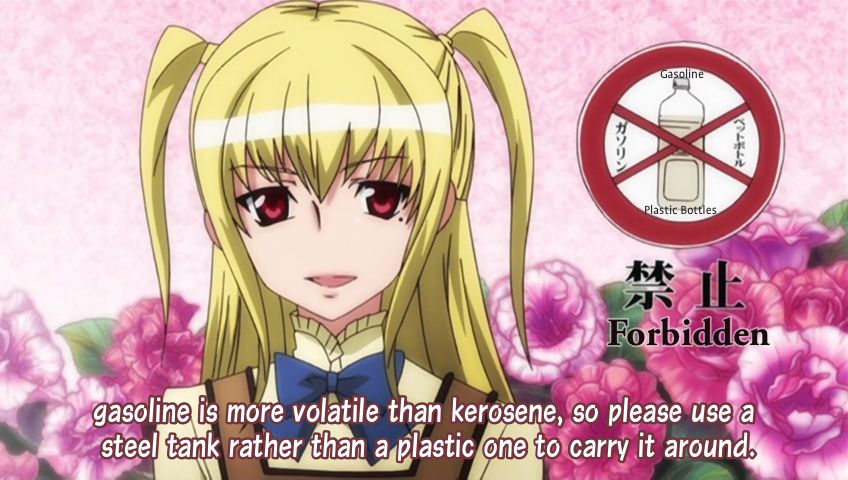 Gasoline
ガソリン
ペットボトル
Plastic Bottles
禁止
Forbidden
gasoline is more volatile than kerosene, so please use a
steel tank rather than a plastic one to carry it around.